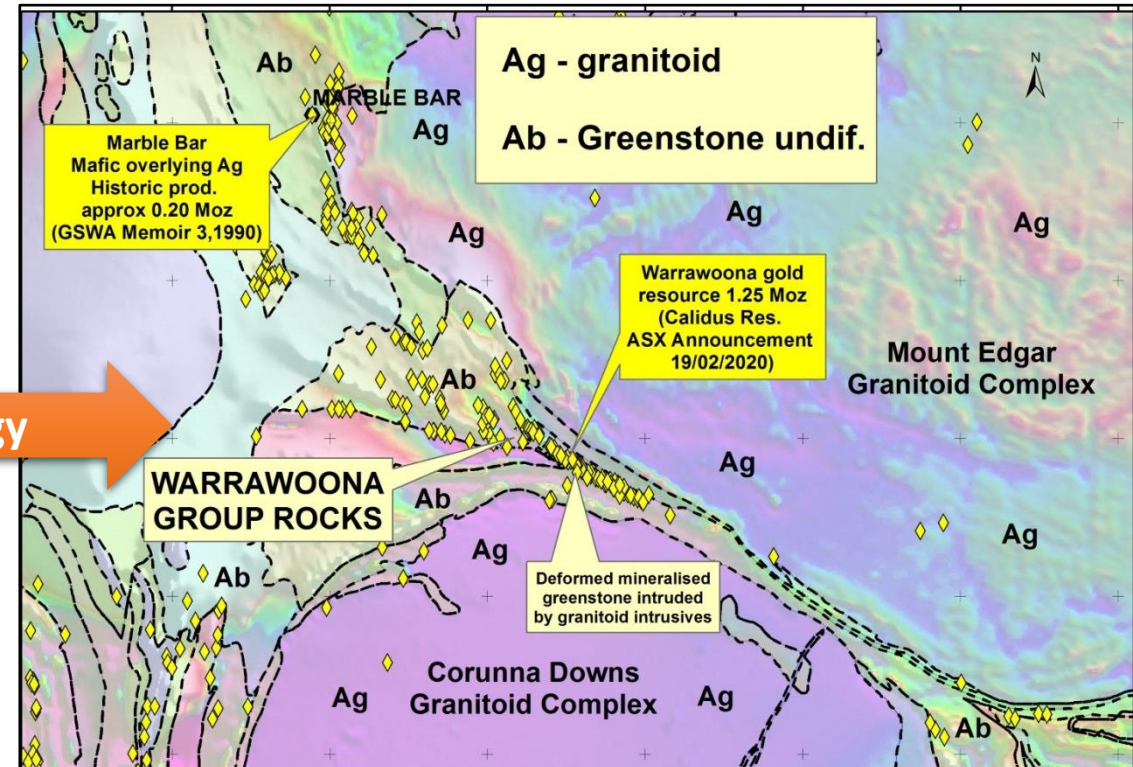 Ag - granitoid
Ab - Greenstone undif.
N
Ab
MARBLE BAR
Ag
Marble Bar
Mafic overlying Ag
Historic prod.
approx 0.20 Moz
(GSWA Memoir 3,1990)
Ag
Ag
Ag
Warrawoona gold
resource 1.25 Moz
(Calidus Res.
ASX Announcement
19/02/2020)
Mount Edgar
Granitoid Complex
Ab
Ag
WARRAWOONA
GROUP ROCKS
Ab
Ag
Ag
Ab
Deformed mineralised
greenstone intruded
by granitoid intrusives
Corunna Downs
Granitoid Complex
Ag
Ag
Ab